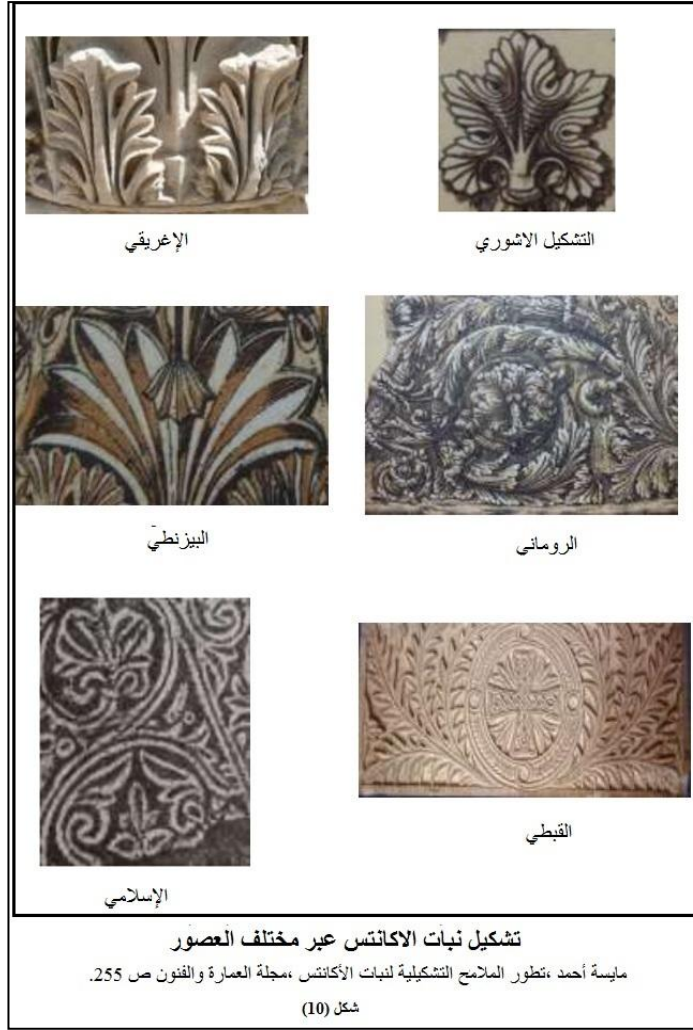 التشكيل الاشوري
الإغريقي
الروماني
البيزنطيّ
القبطي
الإسلامي
تشكيل نبات الاكانتس عبر مختلف العصور
مايسة أحمد ،تطور الملامح التشكيلية لنبات الأكانتس ،مجلة العمارة والفنون ص 255.
شكل (10)